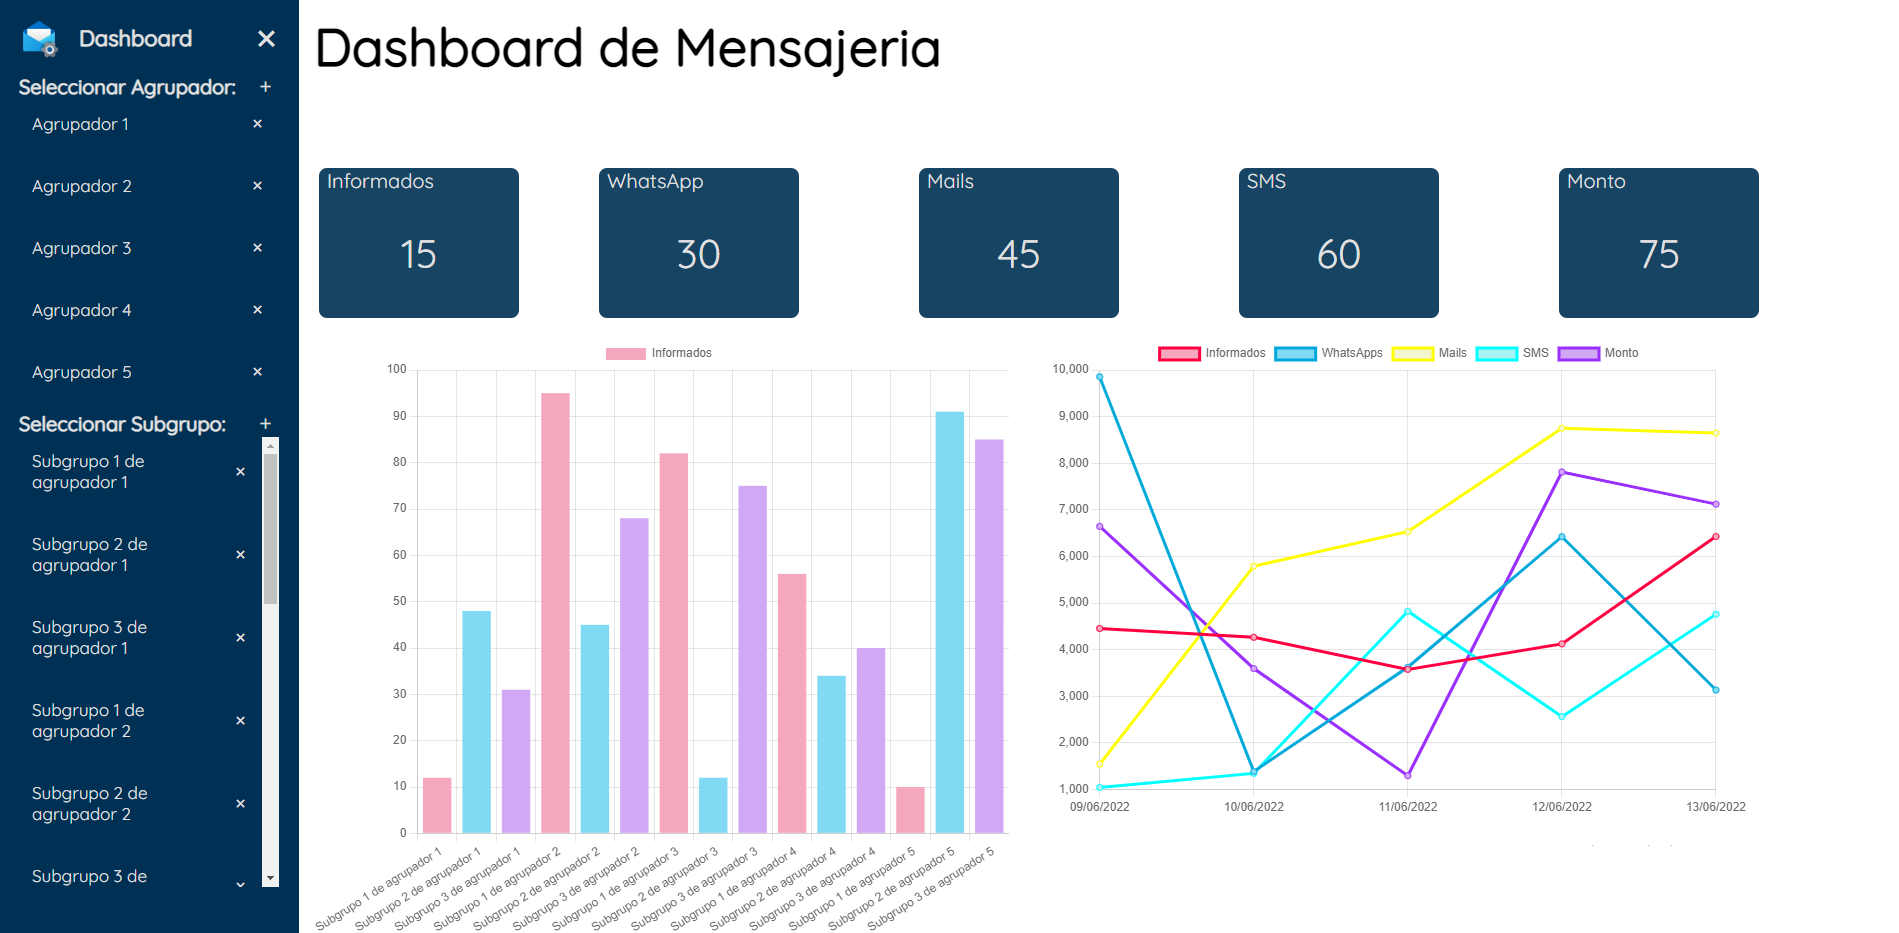 Dashboard
Seleccionar Agrupador: +
Agrupador 1 ×
Agrupador 2 ×
Agrupador 3 ×
Agrupador 4 ×
Agrupador 5 ×
Seleccionar Subgrupo: +
Subgrupo 1 de
agrupador 1 ×
Subgrupo 2 de
agrupador 1 ×
Subgrupo 3 de
agrupador 1 ×
Subgrupo 1 de
agrupador 2 ×
Subgrupo 2 de
agrupador 2 ×
Subgrupo 3 de
Dashboard de Mensajeria
Informados
15
WhatsApp
30
Mails
45
SMS
60
Monto
75
Informados
100
90
80
70
60
50
40
30
20
10
0
Subgrupo 1 de agrupador 1
Subgrupo 2 de agrupador 1
Subgrupo 3 de agrupador 1
Subgrupo 1 de agrupador 2
Subgrupo 2 de agrupador 2
Subgrupo 3 de agrupador 2
Subgrupo 1 de agrupador 3
Subgrupo 2 de agrupador 3
Subgrupo 3 de agrupador 3
Subgrupo 1 de agrupador 4
Subgrupo 2 de agrupador 4
Subgrupo 3 de agrupador 4
Subgrupo 1 de agrupador 5
Subgrupo 2 de agrupador 5
Subgrupo 3 de agrupador 5
Informados WhatsApps Mails SMS Monto
10,000
9,000
8,000
7,000
6,000
5,000
4,000
3,000
2,000
1,000
09/06/2022 10/06/2022 11/06/2022 12/06/2022 13/06/2022